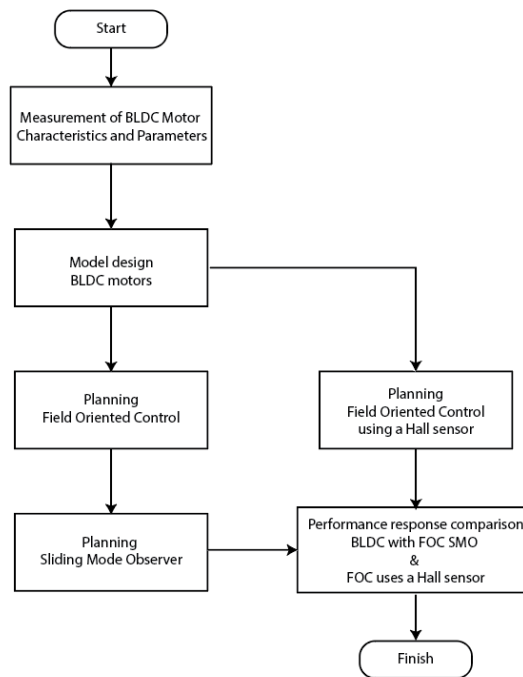 Start
Measurement of BLDC Motor
Characteristics and Parameters
Model design
BLDC motors
Planning
Field Oriented Control
Planning
Field Oriented Control
using a Hall sensor
Planning
Sliding Mode Observer
Performance response comparison
BLDC with FOC SMO
&
FOC uses a Hall sensor
Finish